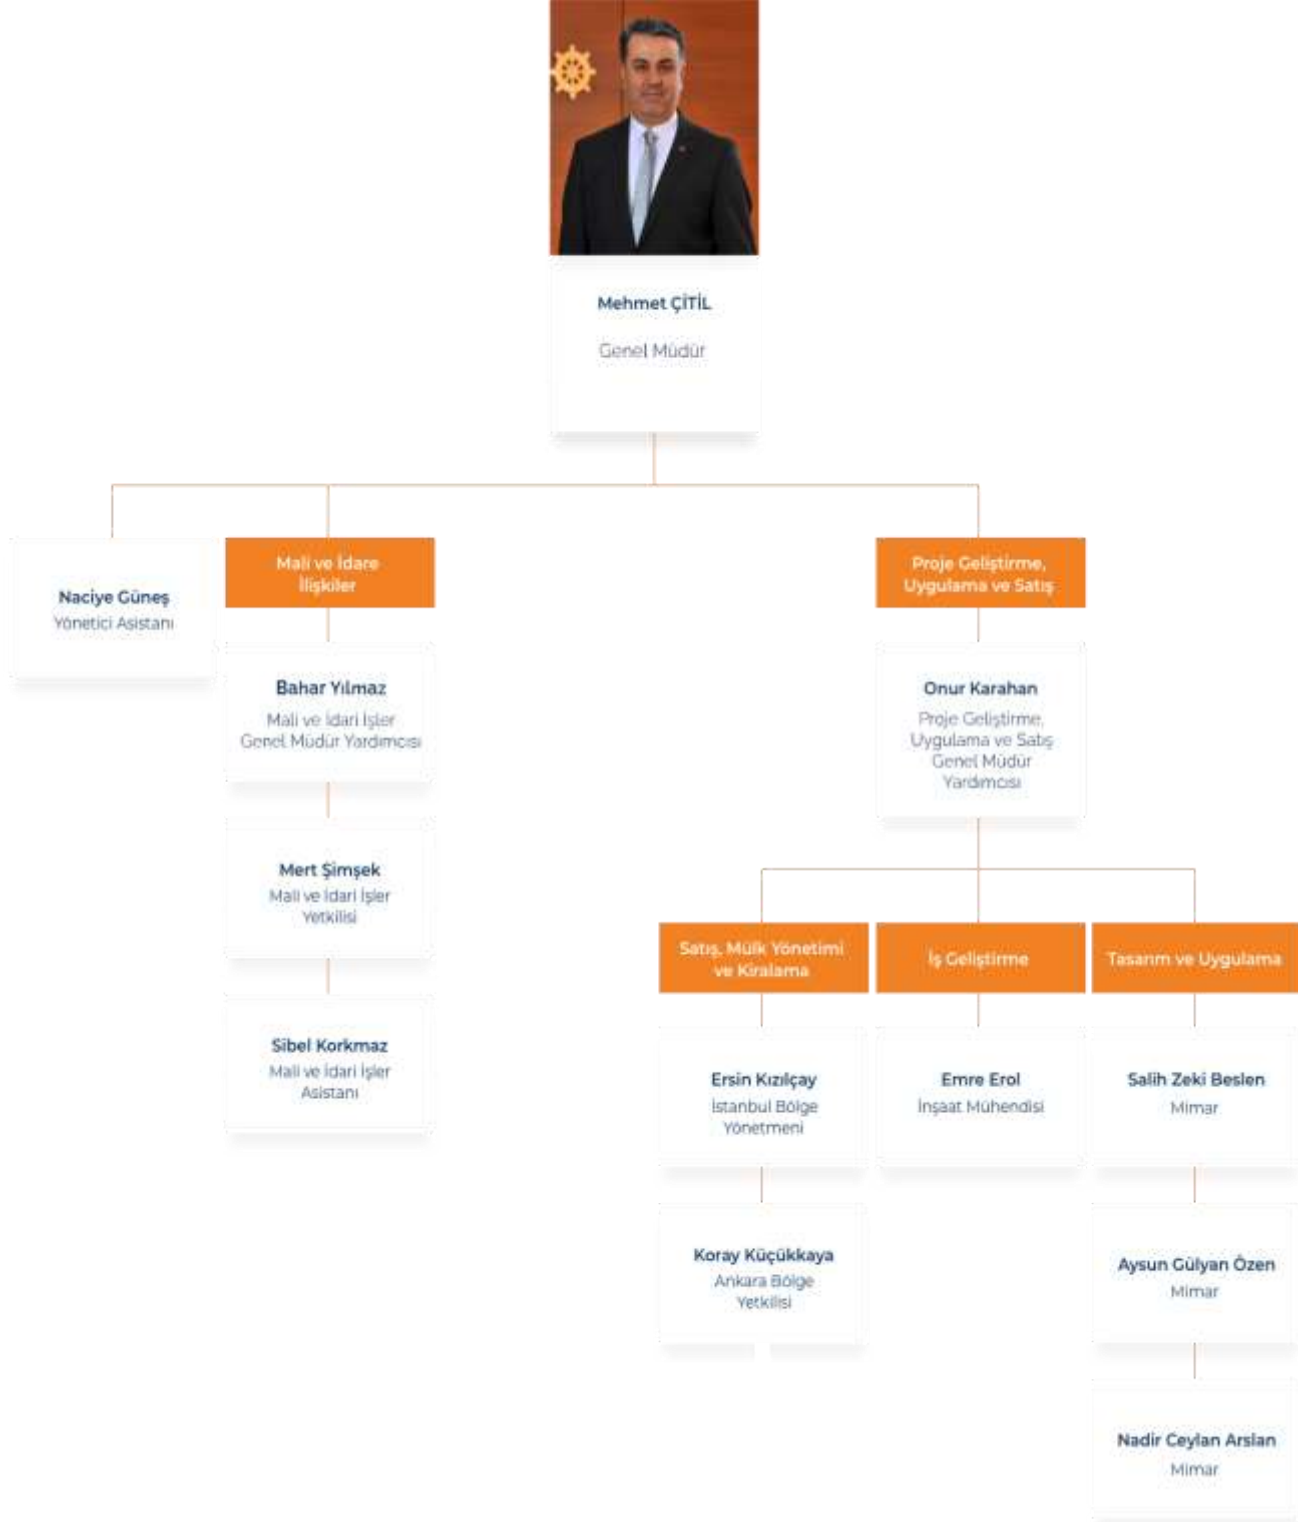 Mehmet ÇİTİL
Genel Müdür
Naciye Güneş
Yönetici Asistanı
Mali ve İdare
İlişkiler
Bahar Yılmaz
Mali ve İdari İşler
Genel Müdür Yardımcısı
Mert Şimşek
Mali ve İdari İşler
Yetkilisi
Sibel Korkmaz
Mali ve İdari İşler
Asistanı
Proje Geliştirme,
Uygulama ve Satış
Onur Karahan
Proje Geliştirme,
Uygulama ve Satış
Genel Müdür
Yardımcısı
Satış, Mülk Yönetimi
ve Kiralama
Ersin Kızılçay
İstanbul Bölge
Yönetmeni
Koray Küçükkaya
Ankara Bölge
Yetkilisi
İş Geliştirme
Emre Erol
İnşaat Mühendisi
Tasarım ve Uygulama
Salih Zeki Beslen
Mimar
Aysun Gülyan Özen
Mimar
Nadir Ceylan Arslan
Mimar